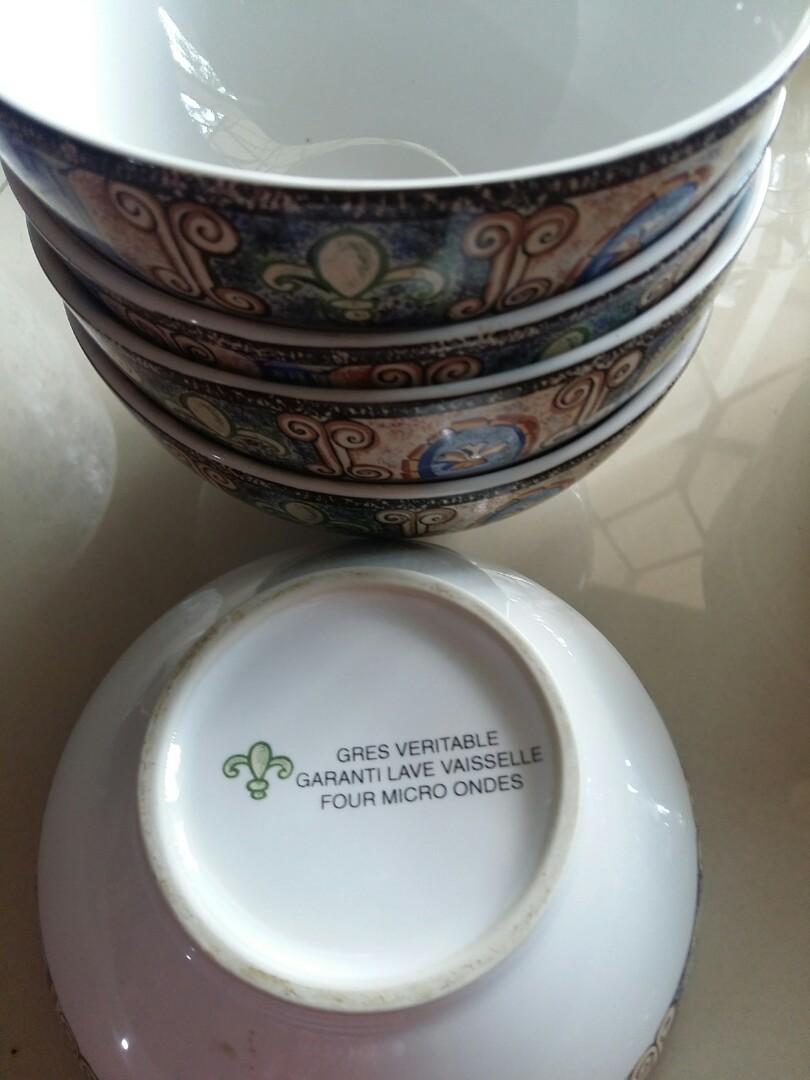 GRES VERITABLE
GARANTI LAVE VAISSELLE
FOUR MICRO ONDES